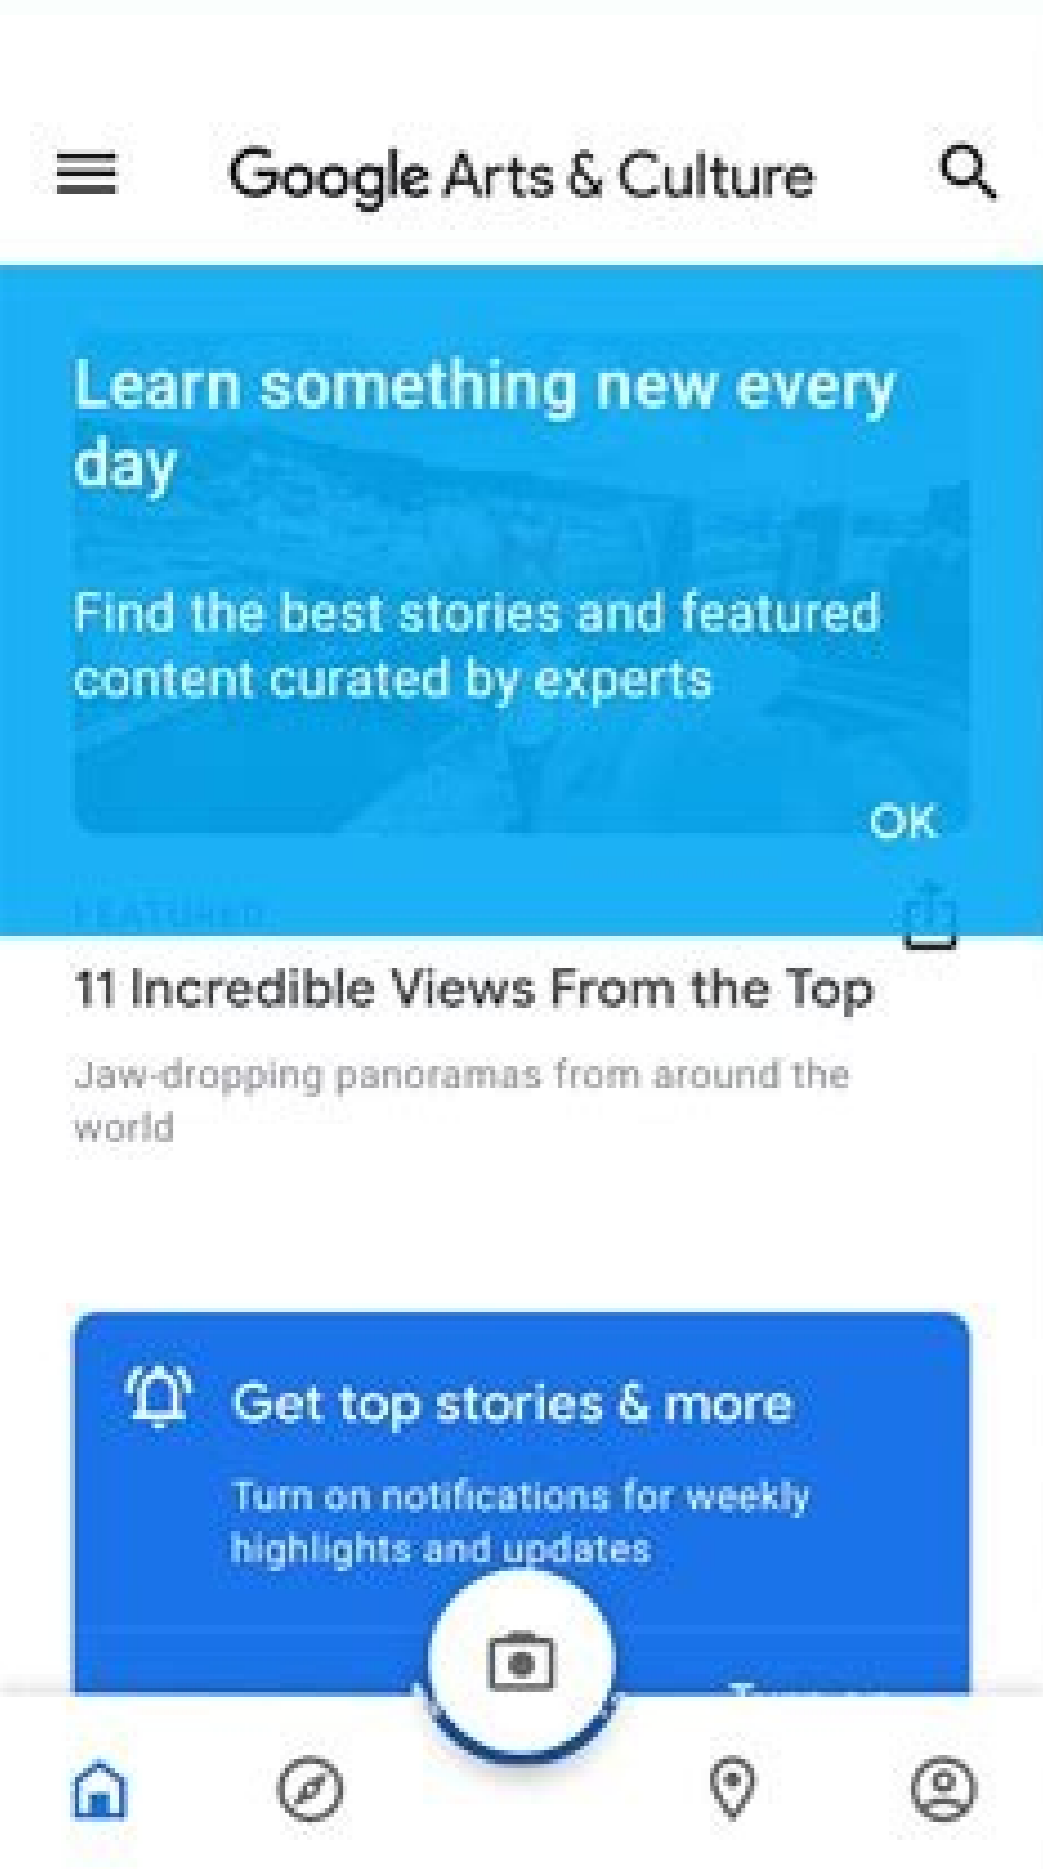 Google Arts & Culture
Learn something new every
day
Find the best stories and featured
content curated by experts
OK
FEATURED
11 Incredible Views From the Top
Jaw-dropping panoramas from around the
world
Get top stories & more
Turn on notifications for weekly
highlights and updates